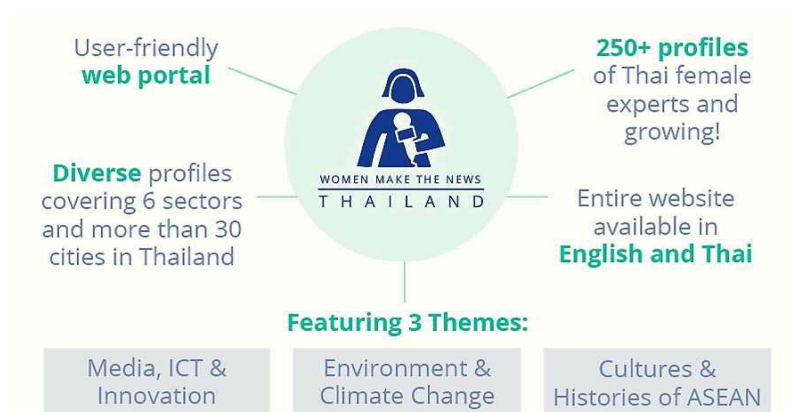 User-friendly
web portal
250+ profiles
of Thai female
experts and
growing!
WOMEN MAKE THE NEWS
THAILAND
Diverse profiles
covering 6 sectors
and more than 30
cities in Thailand
Entire website
available in
English and Thai
Featuring 3 Themes:
Media, ICT &
Innovation
Environment &
Climate Change
Cultures &
Histories of ASEAN